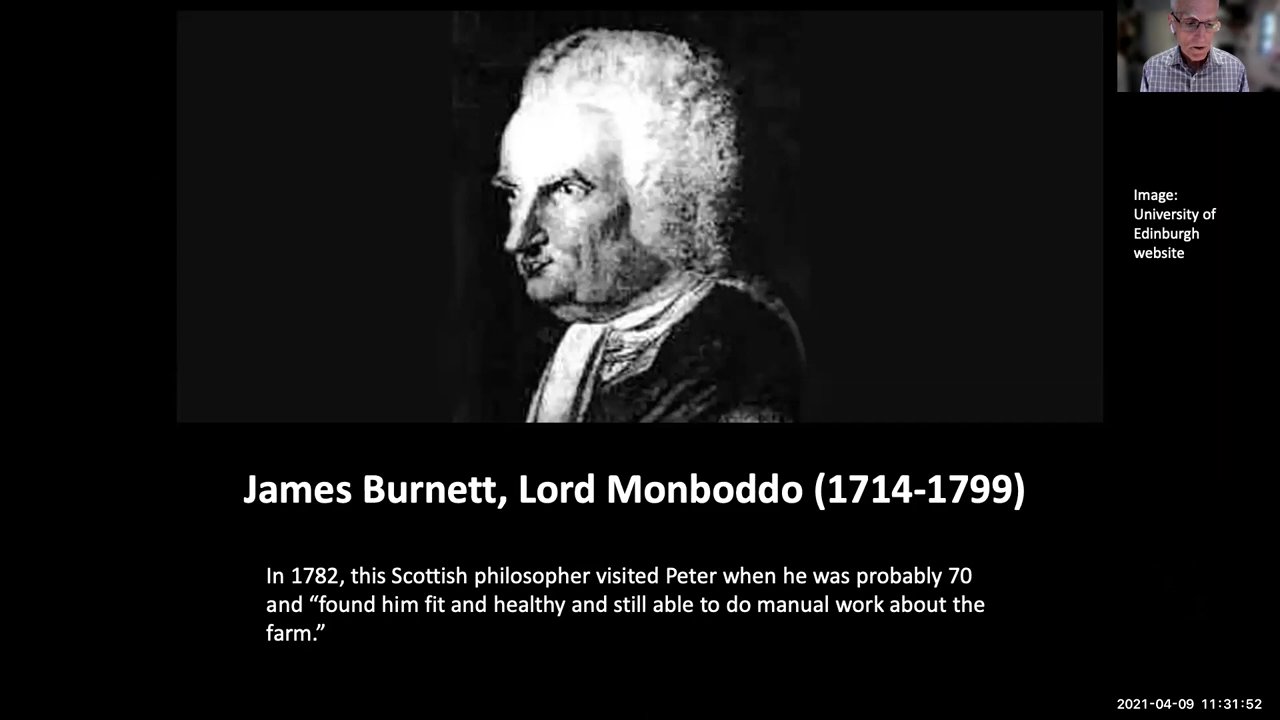 Image:
University of
Edinburgh
website
James Burnett, Lord Monboddo (1714-1799)
In 1782, this Scottish philosopher visited Peter when he was probably 70
and “found him fit and healthy and still able to do manual work about the
farm.”
2021-04-09 11:31:52